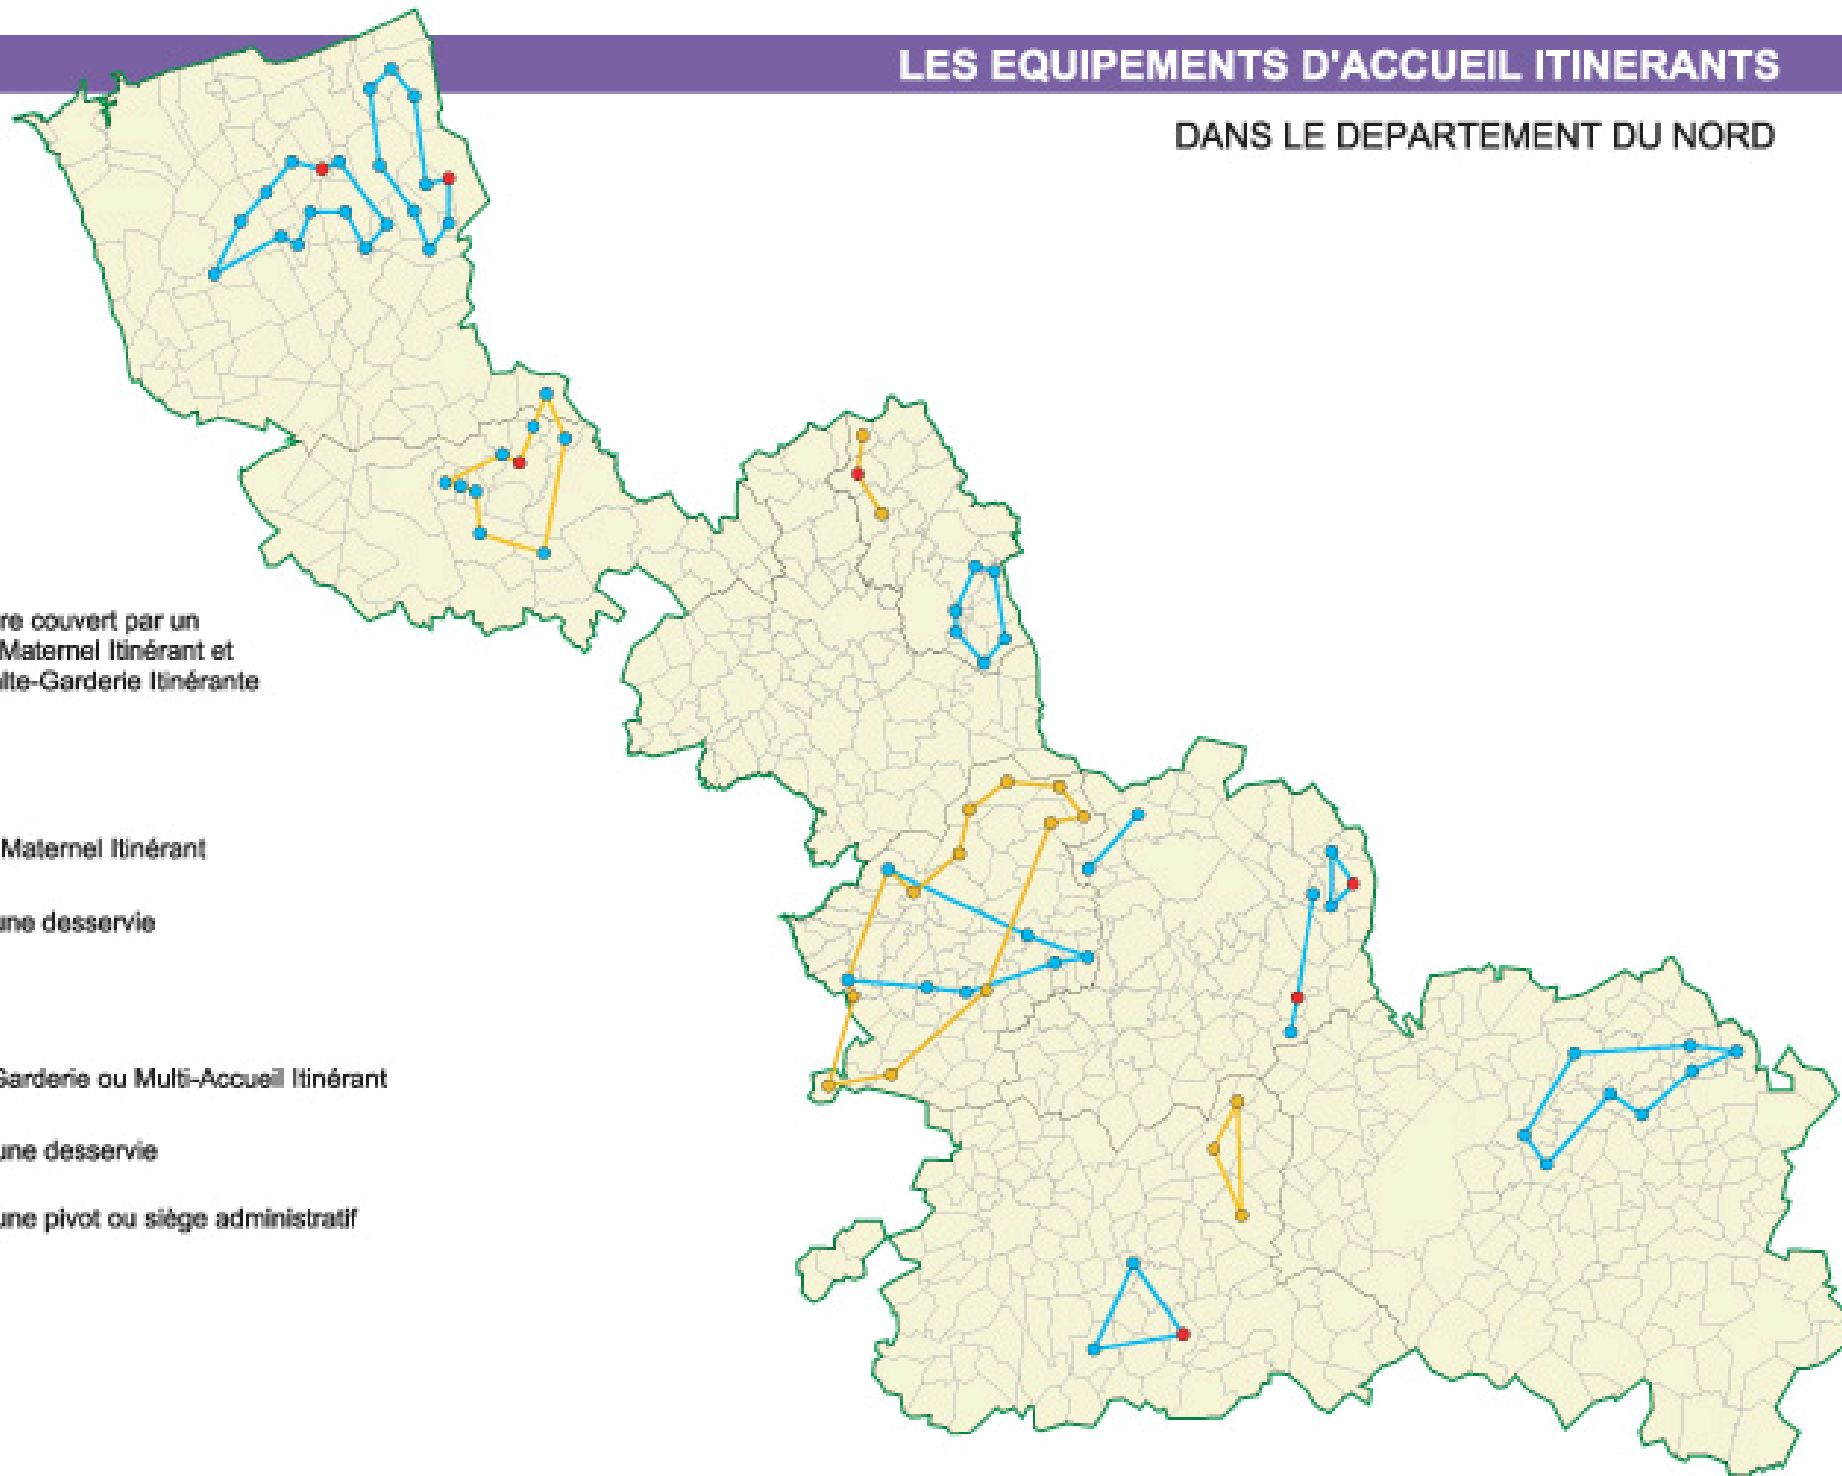 LES EQUIPEMENTS D'ACCUEIL ITINERANTS
DANS LE DEPARTEMENT DU NORD
re couvert par un
Maternel Itinérant et
lte-Garderie Itinérante
Maternel Itinérant
une desservie
Garderie ou Multi-Accueil Itinérant
une desservie
une pivot ou siège administratif